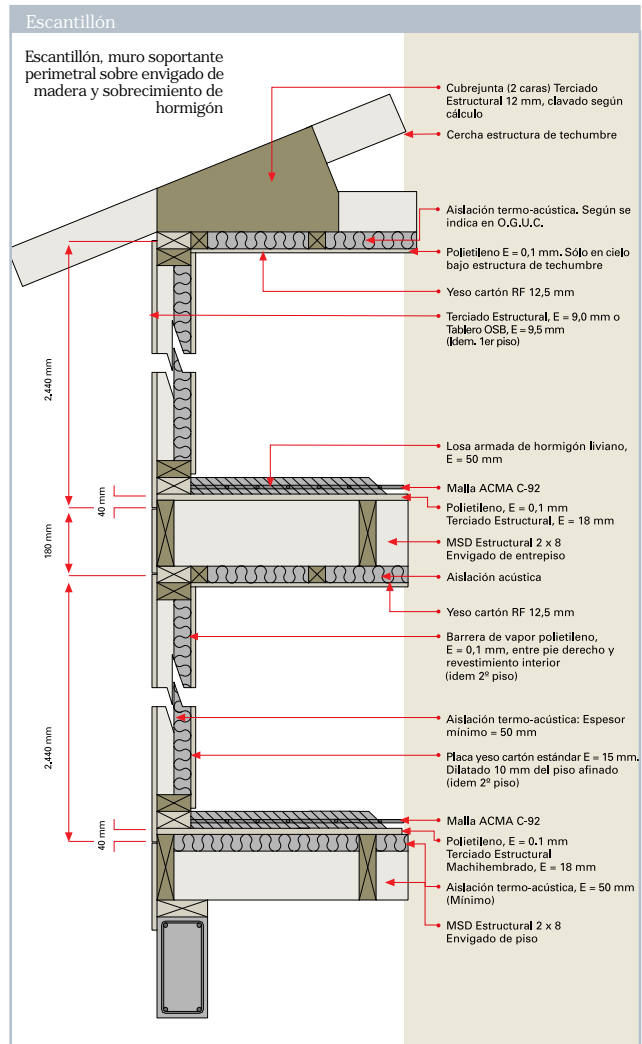 Escantillón
Escantillón, muro soportante
perimetral sobre envigado de
madera y sobrecimiento de
hormigón
Cubrejunta (2 caras) Terciado
Estructural 12 mm, clavado según
cálculo
Cercha estructura de techumbre
Aislación termo-acústica. Según se
indica en O.G.U.C.
Polietileno E = 0,1 mm. Sólo en cielo
bajo estructura de techumbre
Yeso cartón RF 12,5 mm
Terciado Estructural, E = 9,0 mm o
Tablero OSB, E = 9,5 mm
(Idem. 1er piso)
2,440 mm
Losa armada de hormigón liviano,
E = 50 mm
Malla ACMA C-92
40 mm
Polietileno, E = 0,1 mm
Terciado Estructural, E = 18 mm
180 mm
MSD Estructural 2 x 8
Envigado de entrepiso
Aislación acústica
Yeso cartón RF 12,5 mm
Barrera de vapor polietileno,
E = 0,1 mm, entre pie derecho y
revestimiento interior
(idem 2º piso)
2,440 mm
Aislación termo-acústica: Espesor
mínimo = 50 mm
Placa yeso cartón estándar E = 15 mm.
Dilatado 10 mm del piso afinado
(idem 2º piso)
Malla ACMA C-92
40 mm
Polietileno, E = 0.1 mm
Terciado Estructural
Machihembrado, E = 18 mm
Aislación termo-acústica, E = 50 mm
(Mínimo)
MSD Estructural 2 x 8
Envigado de piso